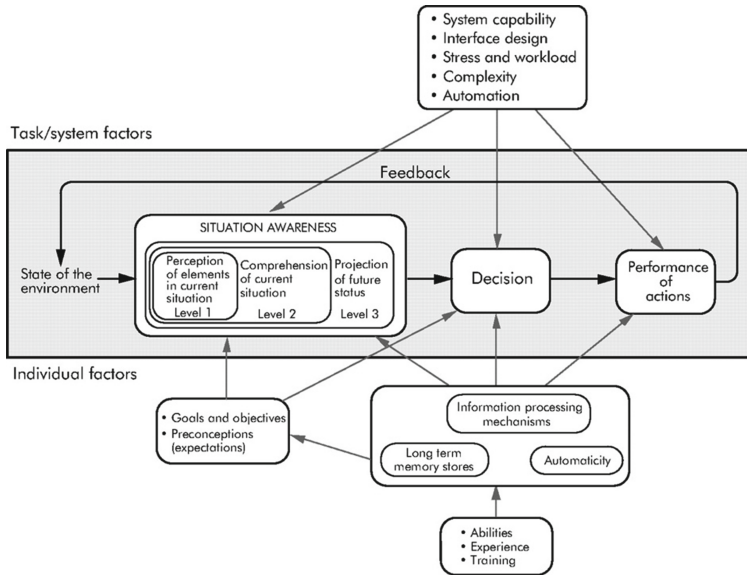 • System capability
• Interface design
• Stress and workload
• Complexity
• Automation
Task/system factors
Feedback
SITUATION AWARENESS
State of the
environment
Perception
of elements
in current
situation
Level 1
Comprehension
of current
situation
Level 2
Projection
of future
status
Level 3
Decision
Performance
of
actions
Individual factors
• Goals and objectives
• Preconceptions
(expectations)
Information processing
mechanisms
Long term
memory stores
Automaticity
• Abilities
• Experience
• Training